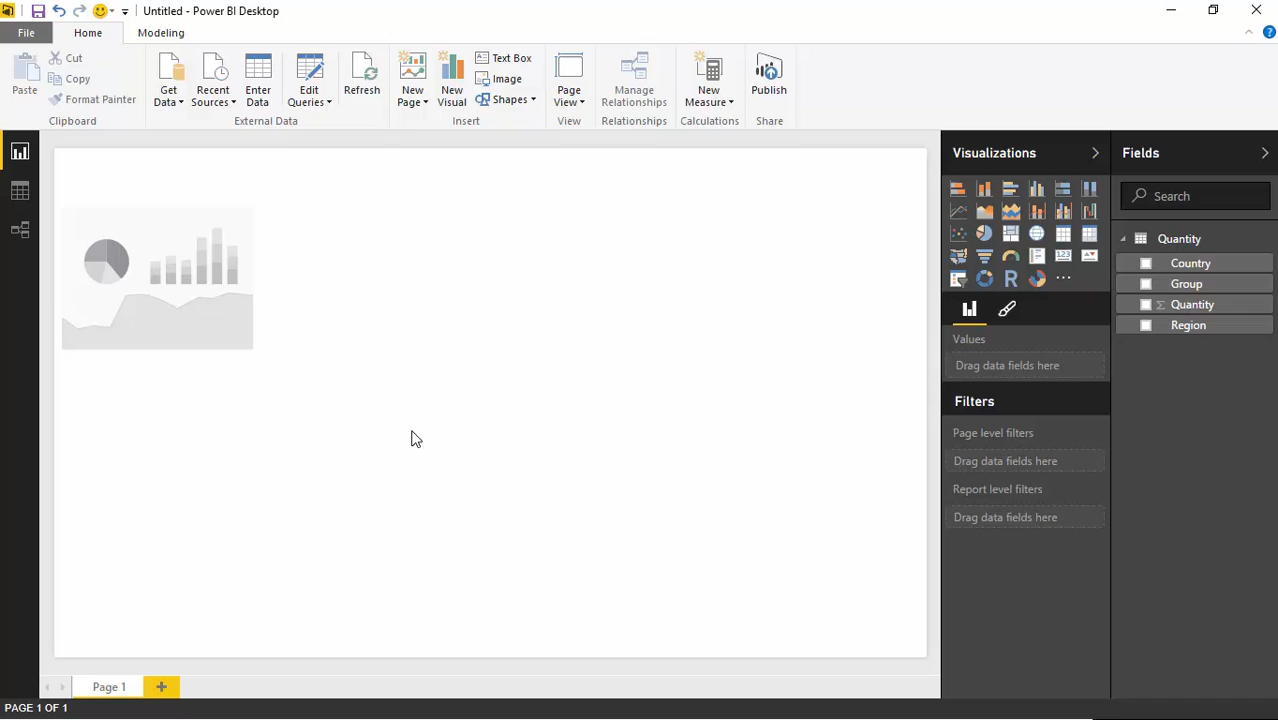 Untitled - Power BI Desktop
File
Home
Modeling
Paste
Cut
Copy
Format Painter
Clipboard
Get Data
Recent Sources
Enter Data
External Data
Edit Queries
Refresh
New Page
New Visual
Text Box
Image
Shapes
Insert
Page View
View
Manage Relationships
Relationships
New Measure
Calculations
Publish
Share
Visualizations
R
123
Values
Drag data fields here
Filters
Page level filters
Drag data fields here
Report level filters
Drag data fields here
Fields
Search
Quantity
Country
Group
Σ Quantity
Region
Page 1
PAGE 1 OF 1